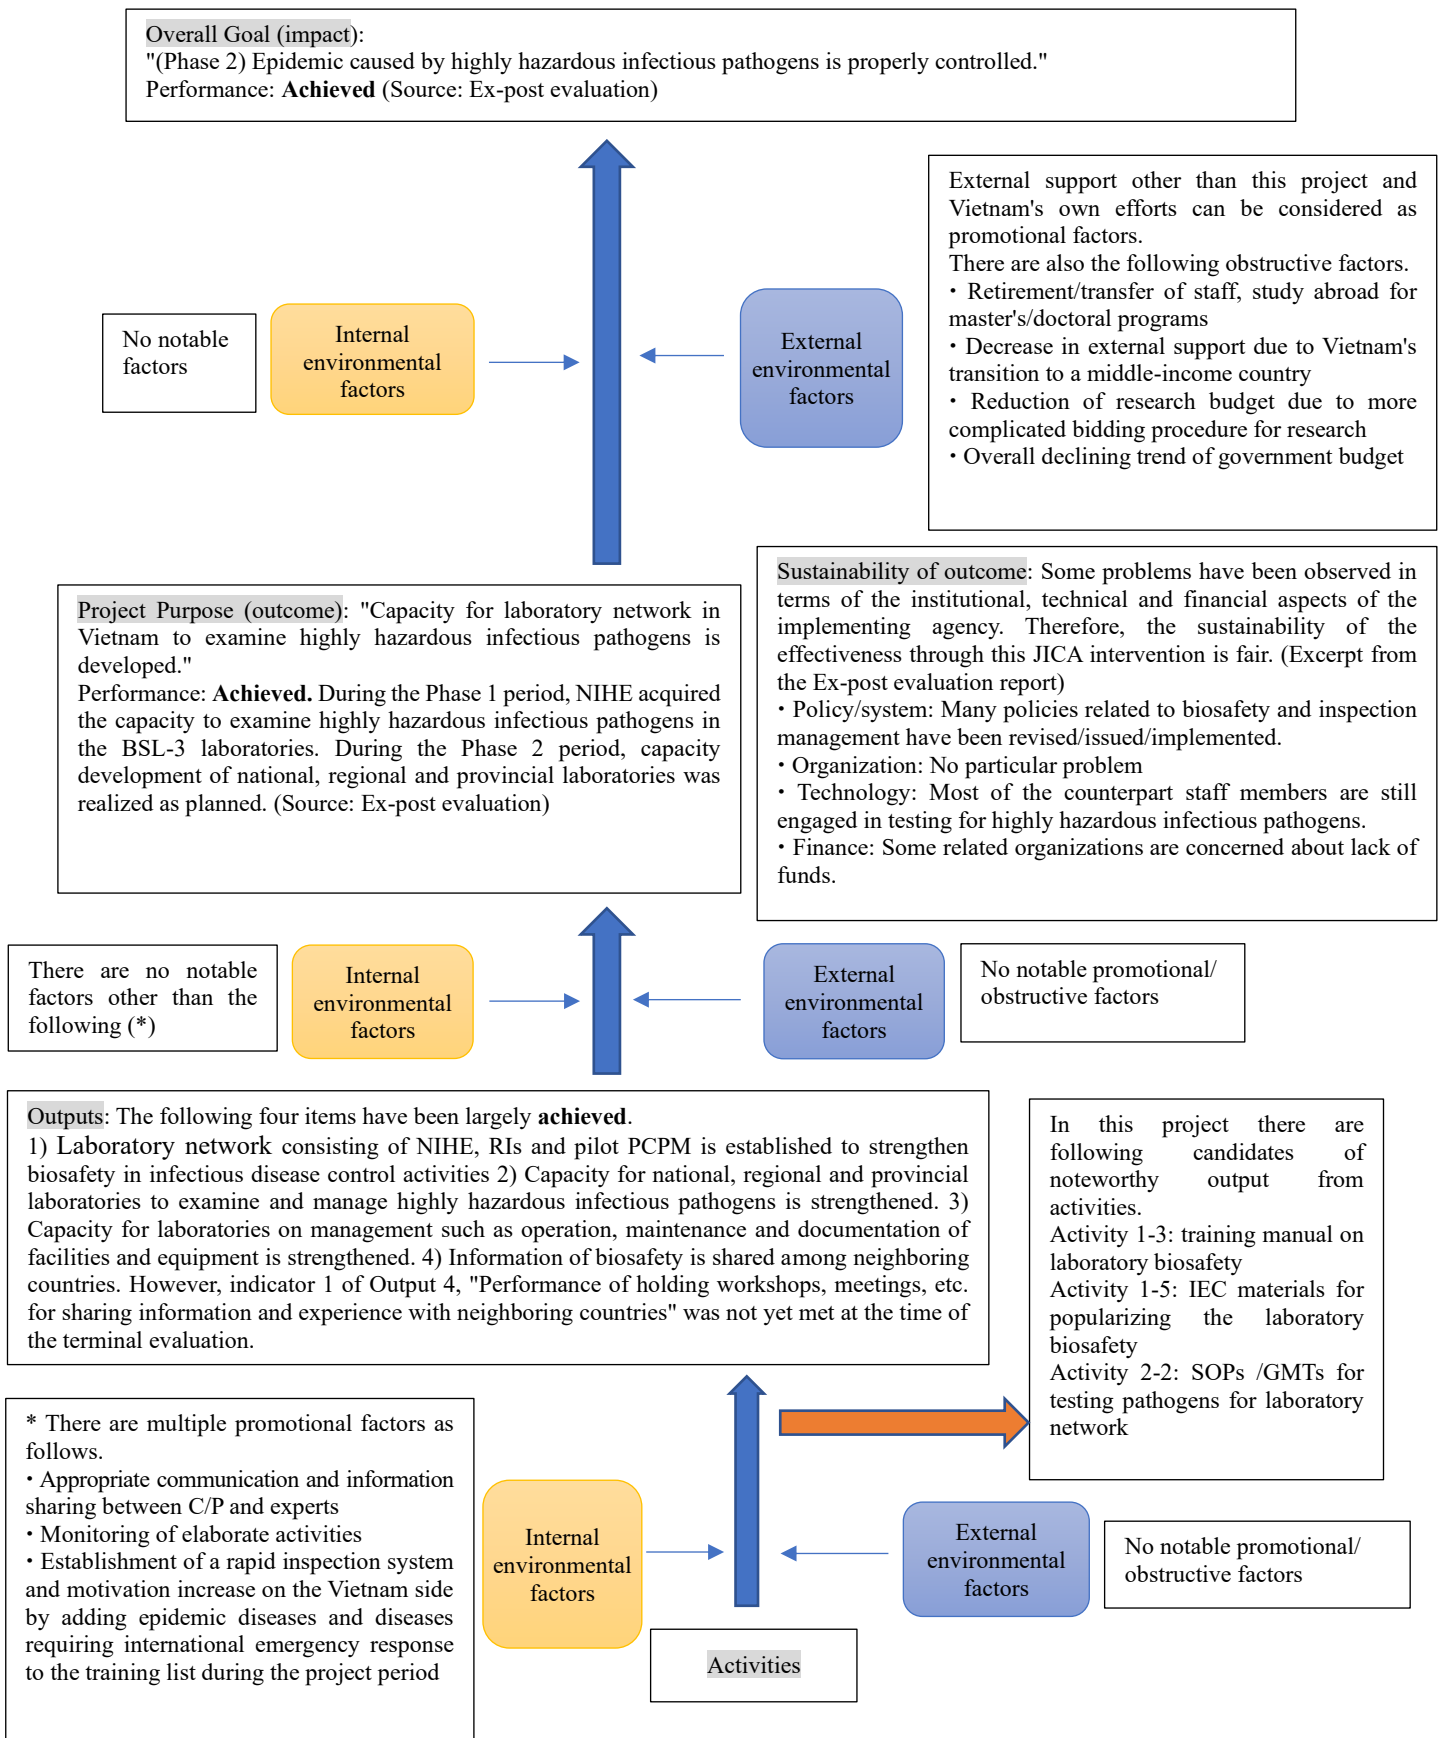 Overall Goal (impact):
"(Phase 2) Epidemic caused by highly hazardous infectious pathogens is properly controlled."
Performance: Achieved (Source: Ex-post evaluation)
External support other than this project and
Vietnam's own efforts can be considered as
promotional factors.
There are also the following obstructive factors.
・Retirement/transfer of staff, study abroad for
master's/doctoral programs
・Decrease in external support due to Vietnam's
transition to a middle-income country
・Reduction of research budget due to more
complicated bidding procedure for research
・Overall declining trend of government budget
No notable
factors
Internal
environmental
factors
External
environmental
factors
Project Purpose (outcome): "Capacity for laboratory network in
Vietnam to examine highly hazardous infectious pathogens is
developed."
Performance: Achieved. During the Phase 1 period, NIHE acquired
the capacity to examine highly hazardous infectious pathogens in
the BSL-3 laboratories. During the Phase 2 period, capacity
development of national, regional and provincial laboratories was
realized as planned. (Source: Ex-post evaluation)
Sustainability of outcome: Some problems have been observed in
terms of the institutional, technical and financial aspects of the
implementing agency. Therefore, the sustainability of the
effectiveness through this JICA intervention is fair. (Excerpt from
the Ex-post evaluation report)
・Policy/system: Many policies related to biosafety and inspection
management have been revised/issued/implemented.
・Organization: No particular problem
・Technology: Most of the counterpart staff members are still
engaged in testing for highly hazardous infectious pathogens.
・Finance: Some related organizations are concerned about lack of
funds.
There are no notable
factors other than the
following (*)
Internal
environmental
factors
External
environmental
factors
No notable promotional/
obstructive factors
Outputs: The following four items have been largely achieved.
1) Laboratory network consisting of NIHE, RIs and pilot PCPM is established to strengthen
biosafety in infectious disease control activities 2) Capacity for national, regional and provincial
laboratories to examine and manage highly hazardous infectious pathogens is strengthened. 3)
Capacity for laboratories on management such as operation, maintenance and documentation of
facilities and equipment is strengthened. 4) Information of biosafety is shared among neighboring
countries. However, indicator 1 of Output 4, "Performance of holding workshops, meetings, etc.
for sharing information and experience with neighboring countries" was not yet met at the time of
the terminal evaluation.
In this project there are
following candidates of
noteworthy output from
activities.
Activity 1-3: training manual on
laboratory biosafety
Activity 1-5: IEC materials for
popularizing the laboratory
biosafety
Activity 2-2: SOPs /GMTs for
testing pathogens for laboratory
network
* There are multiple promotional factors as
follows.
・Appropriate communication and information
sharing between C/P and experts
・Monitoring of elaborate activities
・Establishment of a rapid inspection system
and motivation increase on the Vietnam side
by adding epidemic diseases and diseases
requiring international emergency response
to the training list during the project period
Internal
environmental
factors
External
environmental
factors
No notable promotional/
obstructive factors
Activities